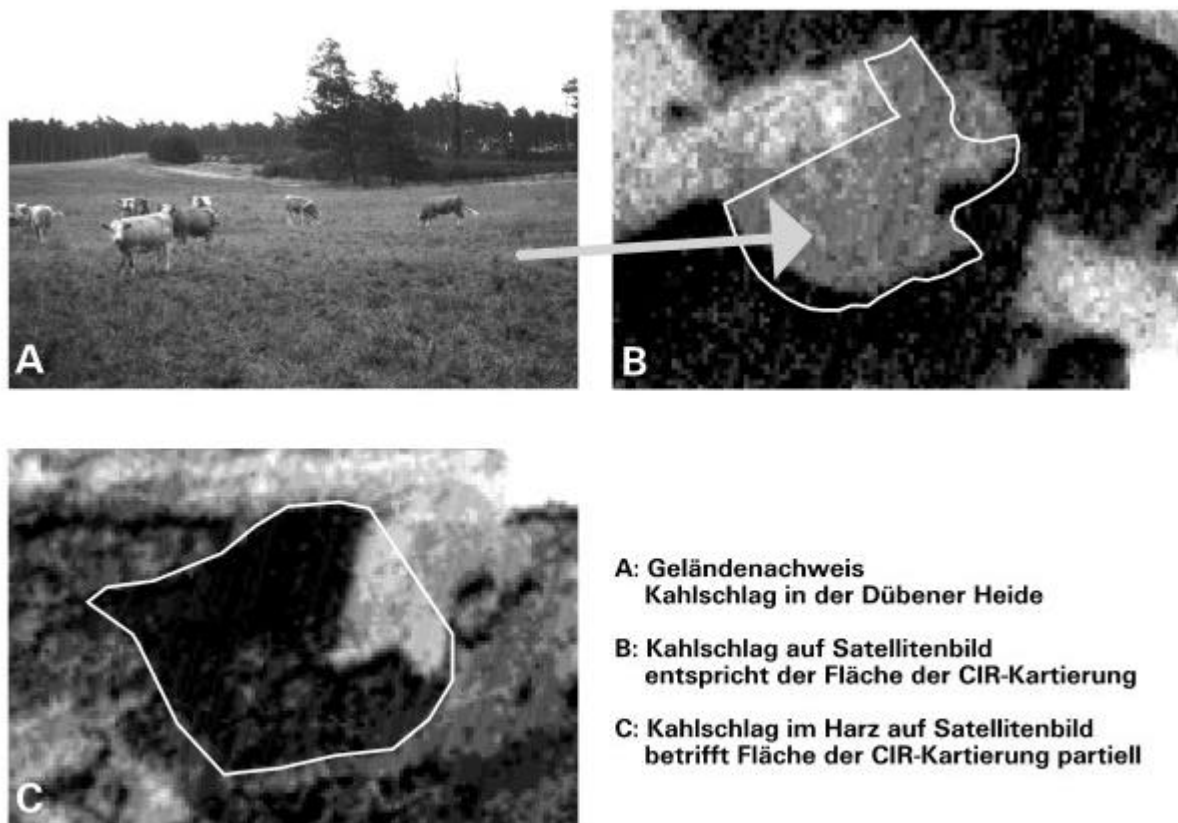 A
B
C
A: Geländenachweis
Kahlschlag in der Dübener Heide
B: Kahlschlag auf Satellitenbild
entspricht der Fläche der CIR-Kartierung
C: Kahlschlag im Harz auf Satellitenbild
betrifft Fläche der CIR-Kartierung partiell